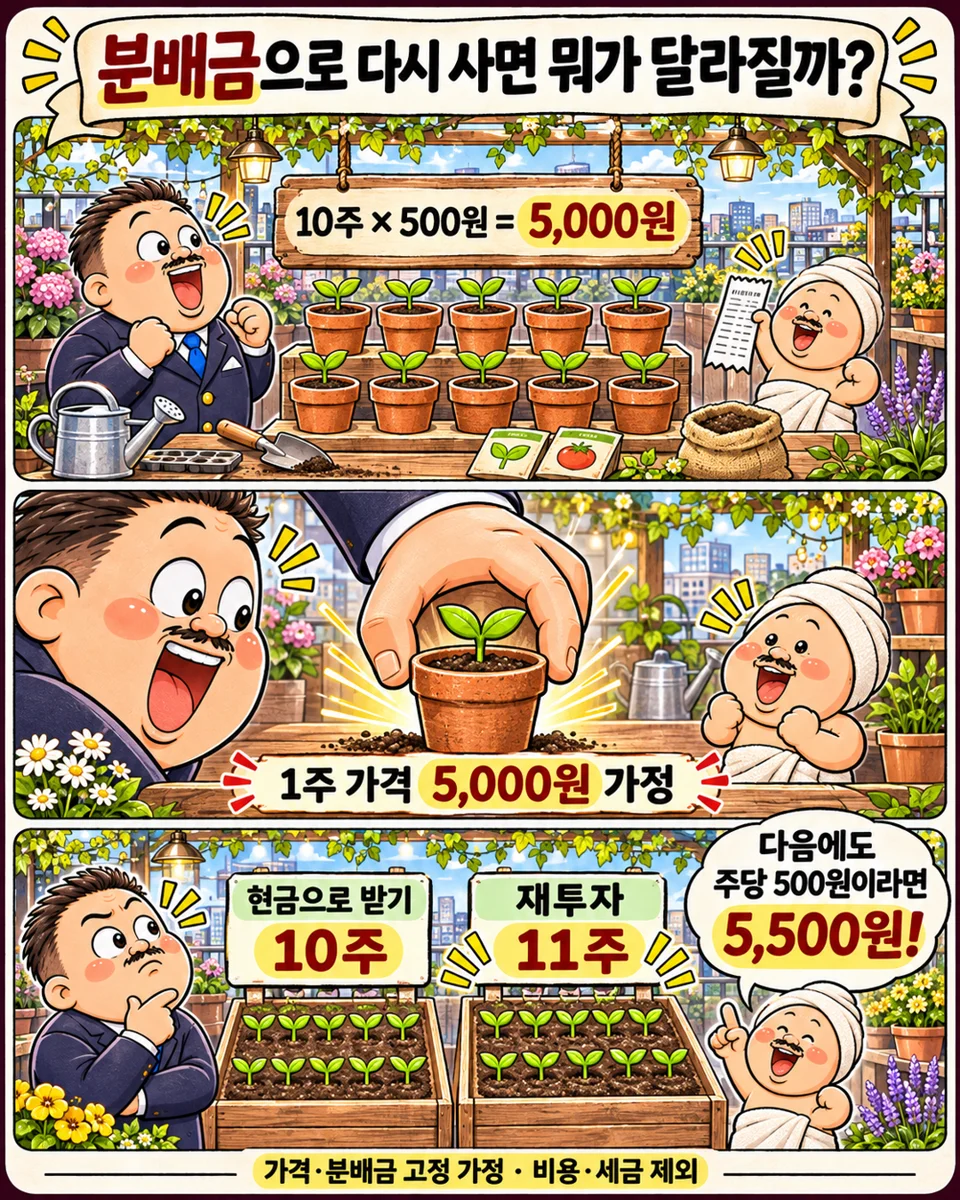 분배금으로 다시 사면 뭐가 달라질까?
10주 × 500원 = 5,000원
1주 가격 5,000원 가정
다음에도
주당 500원이라면
5,500원!
현금으로 받기
10주
재투자
11주
가격·분배금 고정 가정 · 비용·세금 제외